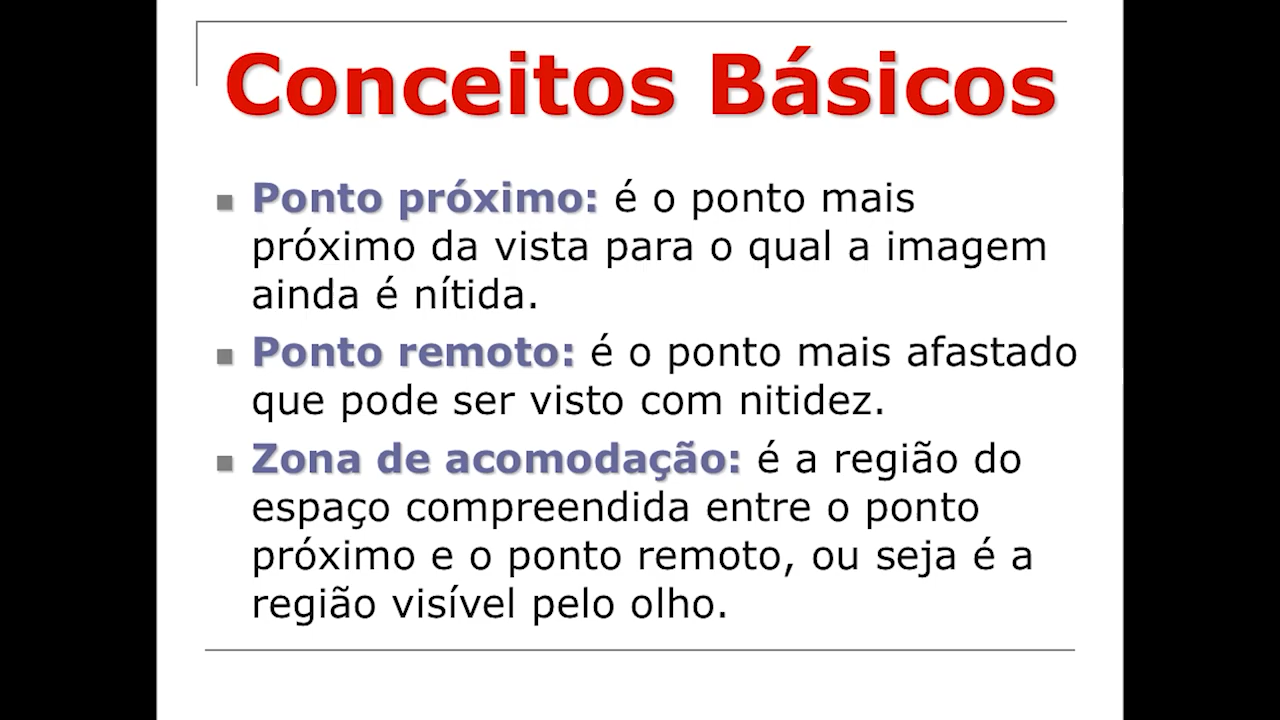 Conceitos Básicos
Ponto próximo: é o ponto mais
próximo da vista para o qual a imagem
ainda é nítida.
Ponto remoto: é o ponto mais afastado
que pode ser visto com nitidez.
Zona de acomodação: é a região do
espaço compreendida entre o ponto
próximo e o ponto remoto, ou seja é a
região visível pelo olho.